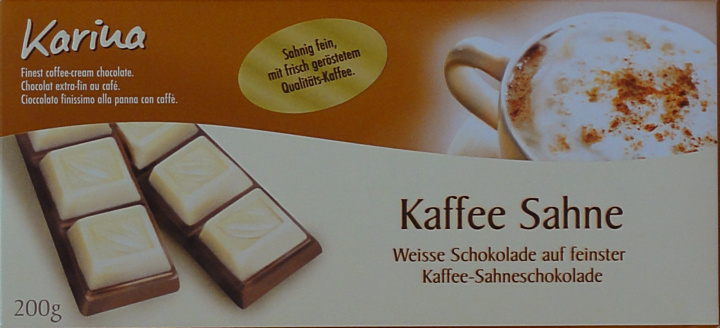 Karina
Finest coffee-cream chocolate.
Chocolat extra-fin au café.
Cioccolato finissimo alla panna con caffè.
Sahnig fein,
mit frisch geröstetem
Qualitäts-Kaffee.
Kaffee Sahne
Weisse Schokolade auf feinster
Kaffee-Sahneschokolade
200g